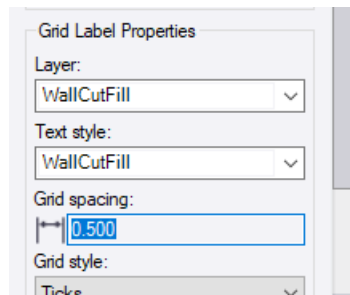 Grid Label Properties
Layer:
WallCutFill
Text style:
WallCutFill
Grid spacing:
0.500
Grid style:
Ticks